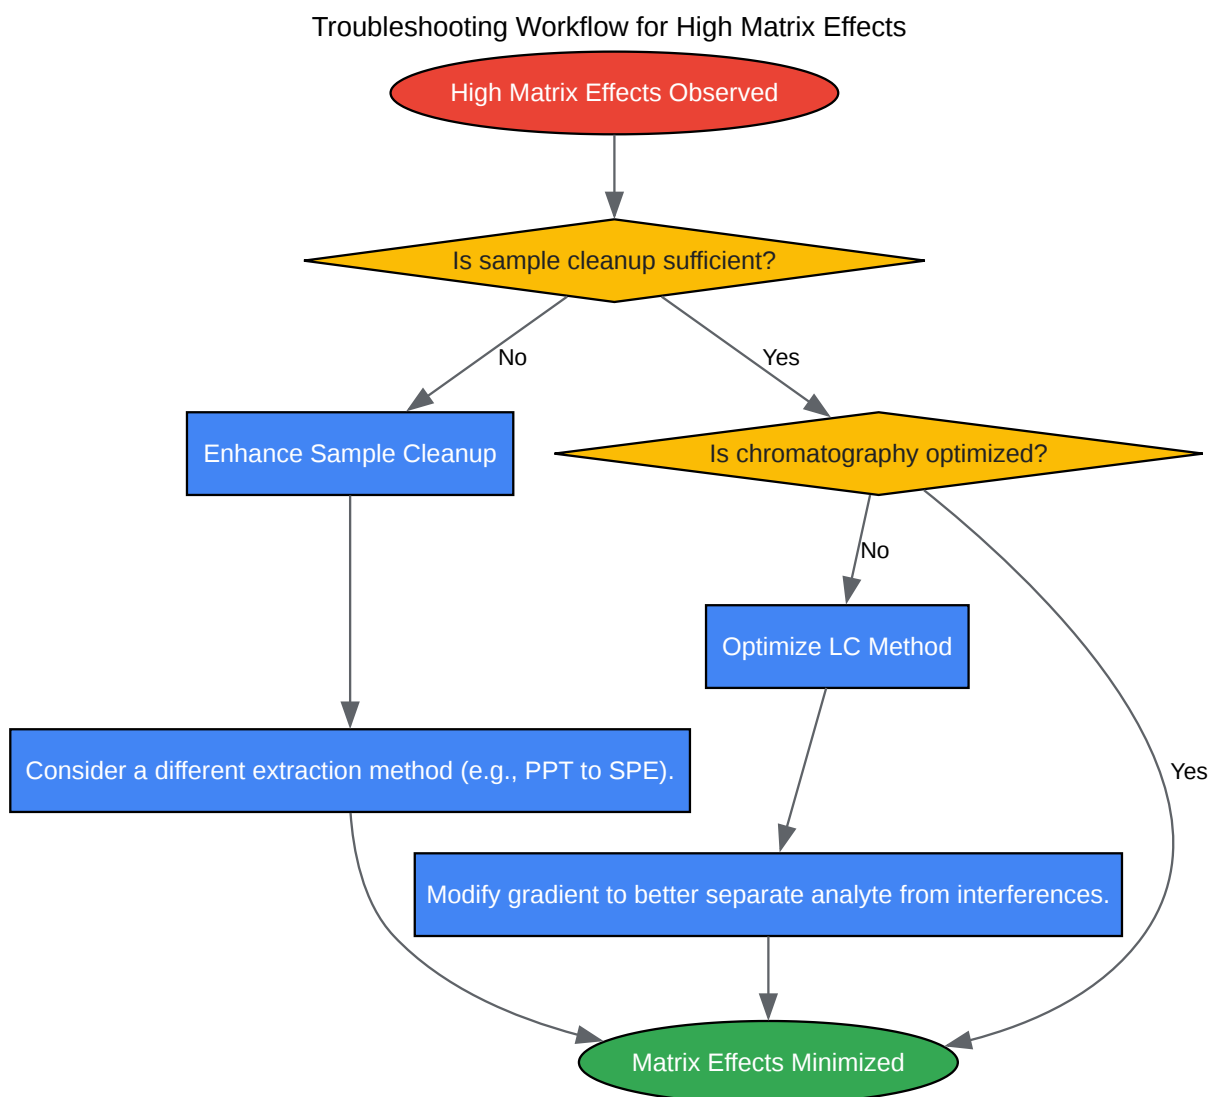 Troubleshooting Workflow for High Matrix Effects
High Matrix Effects Observed
Is sample cleanup sufficient?
No
Yes
Enhance Sample Cleanup
Is chromatography optimized?
No
Optimize LC Method
Consider a different extraction method (e.g., PPT to SPE).
Yes
Modify gradient to better separate analyte from interferences.
Matrix Effects Minimized